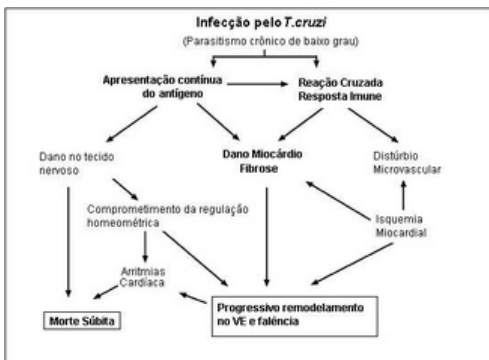 Infecção pelo T.cruzi
(Parasitismo crônico de baixo grau)
Apresentação contínua
do antígeno
Reação Cruzada
Resposta Imune
Dano no tecido
nervoso
Dano Miocárdio
Fibrose
Distúrbio
Microvascular
Comprometimento da regulação
homeométrica
Isquemia
Miocardial
Arritmias
Cardíaca
Morte Súbita
Progressivo remodelamento
no VE e falência